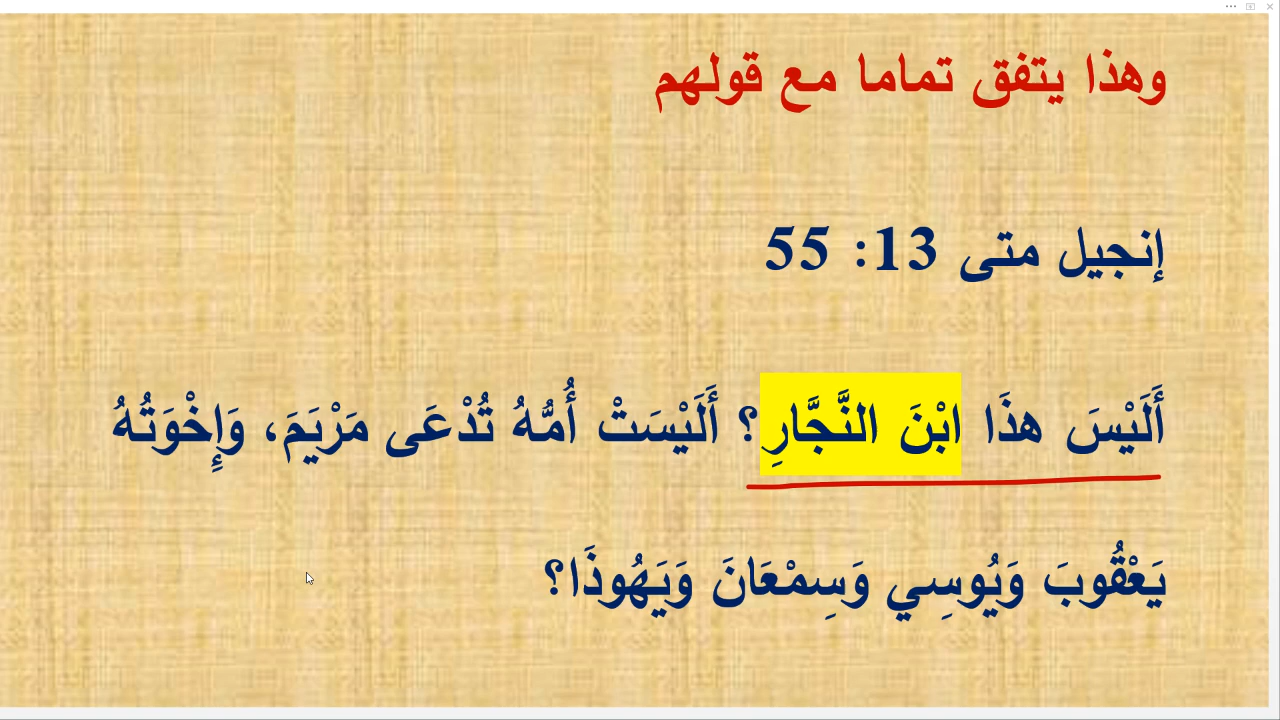 وهذا يتفق تماما مع قولهم
إنجيل متى 13: 55
أَلَيْسَ هذَا ابْنَ النَّجَّارِ؟ أَلَيْسَتْ أُمُّهُ تُدْعَى مَرْيَمَ، وَإِخْوَتُهُ
يَعْقُوبَ وَيُوسِي وَسِمْعَانَ وَيَهُوذَا؟